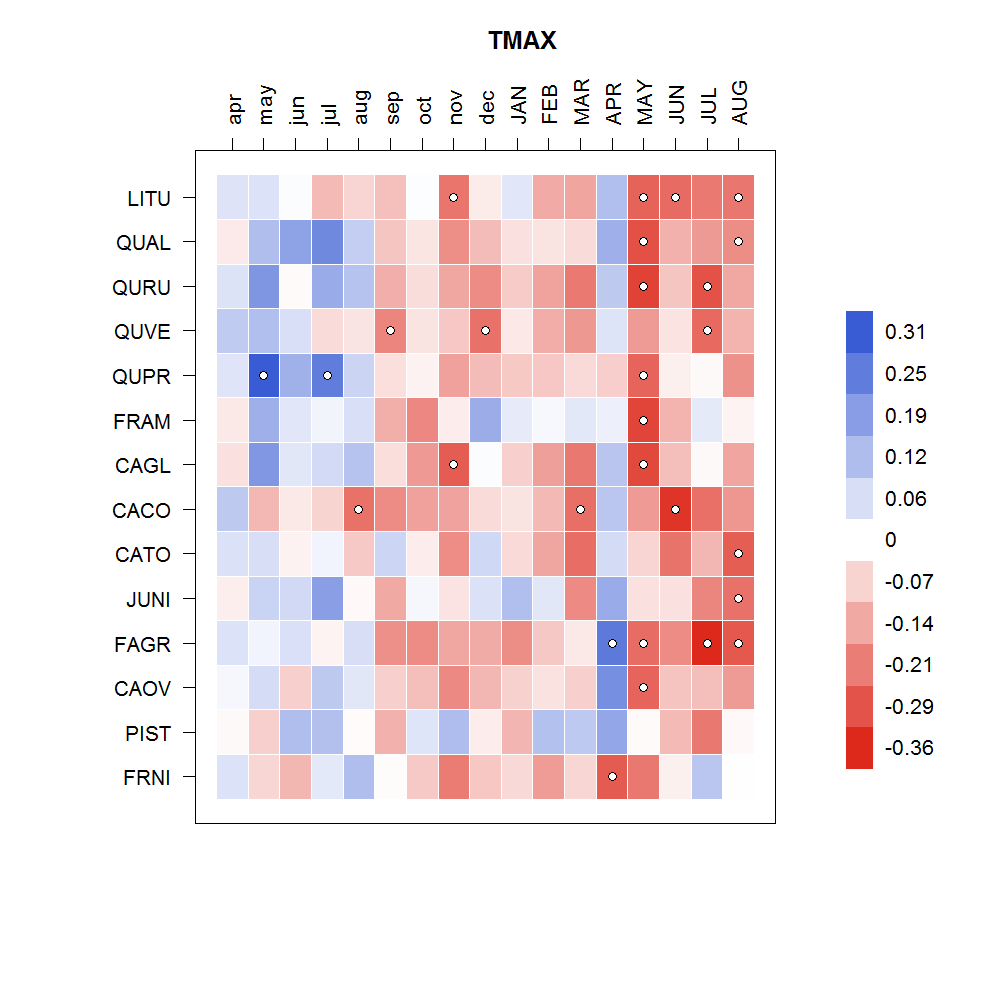 TMAX
apr may jun jul aug sep oct nov dec JAN FEB MAR APR MAY JUN JUL AUG
LITU
QUAL
QURU
QUVE
QUPR
FRAM
CAGL
CACO
CATO
JUNI
FAGR
CAOV
PIST
FRNI
0.31
0.25
0.19
0.12
0.06
0
-0.07
-0.14
-0.21
-0.29
-0.36